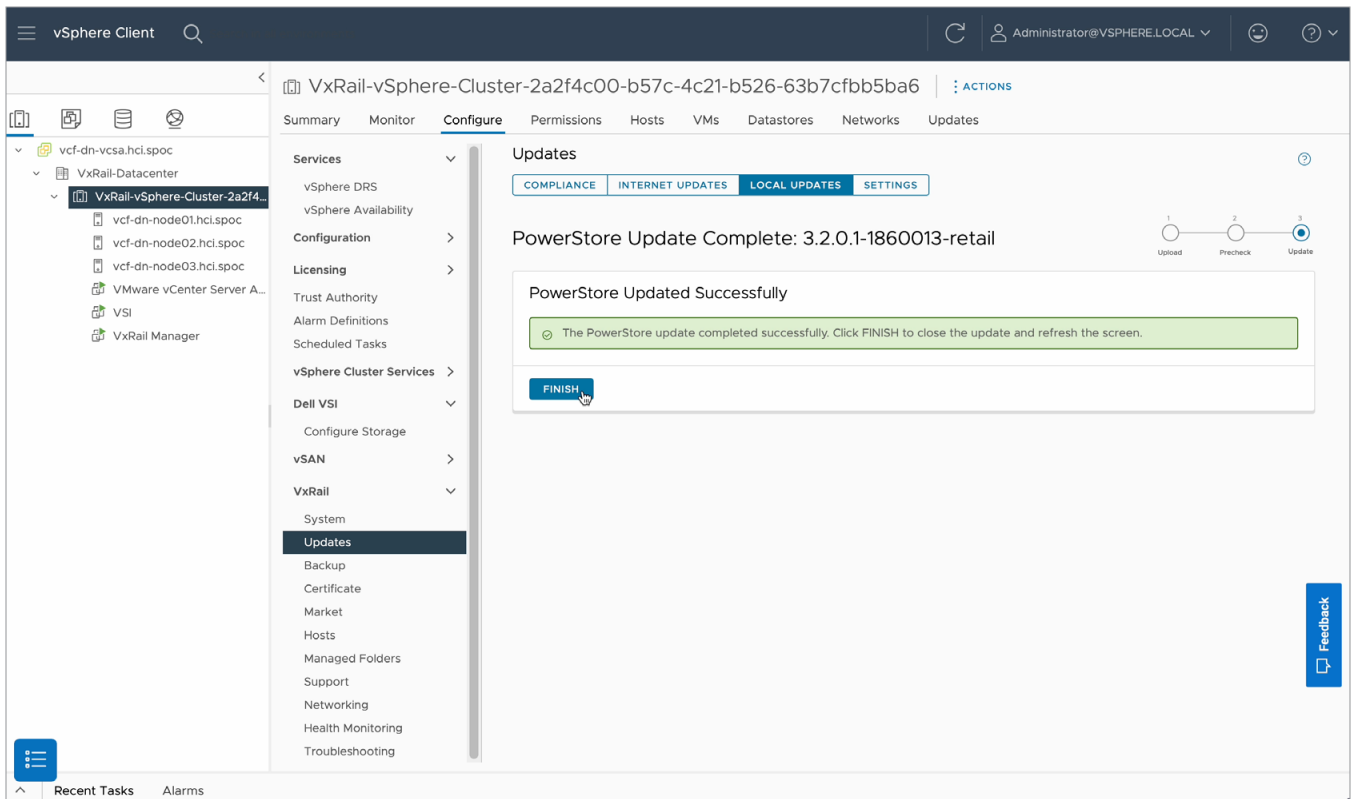 vSphere Client
Administrator@VSPHERE.LOCAL
VxRail-vSphere-Cluster-2a2f4c00-b57c-4c21-b526-63b7cfbb5ba6
ACTIONS
Summary Monitor Configure Permissions Hosts VMs Datastores Networks Updates
vcf-dn-vcsa.hci.spoc
VxRail-Datacenter
VxRail-vSphere-Cluster-2a2f4...
vcf-dn-node01.hci.spoc
vcf-dn-node02.hci.spoc
vcf-dn-node03.hci.spoc
VMware vCenter Server A...
VSI
VxRail Manager
Services
vSphere DRS
vSphere Availability
Configuration
Licensing
Trust Authority
Alarm Definitions
Scheduled Tasks
vSphere Cluster Services
Dell VSI
Configure Storage
vSAN
VxRail
System
Updates
Backup
Certificate
Market
Hosts
Managed Folders
Support
Networking
Health Monitoring
Troubleshooting
Updates
COMPLIANCE INTERNET UPDATES LOCAL UPDATES SETTINGS
PowerStore Update Complete: 3.2.0.1-1860013-retail
1 2 3
Upload Precheck Update
PowerStore Updated Successfully
The PowerStore update completed successfully. Click FINISH to close the update and refresh the screen.
FINISH
Feedback
Recent Tasks Alarms